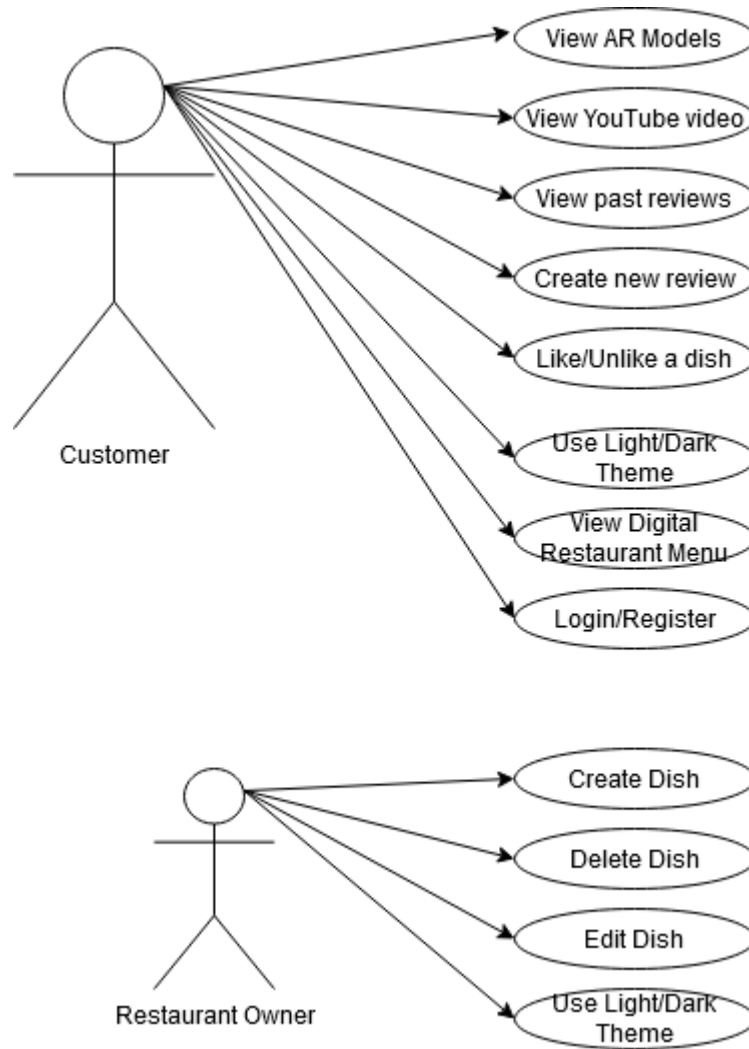 View AR Models
View YouTube video
View past reviews
Create new review
Like/Unlike a dish
Customer
Use Light/Dark
Theme
View Digital
Restaurant Menu
Login/Register
Create Dish
Delete Dish
Edit Dish
Restaurant Owner
Use Light/Dark
Theme